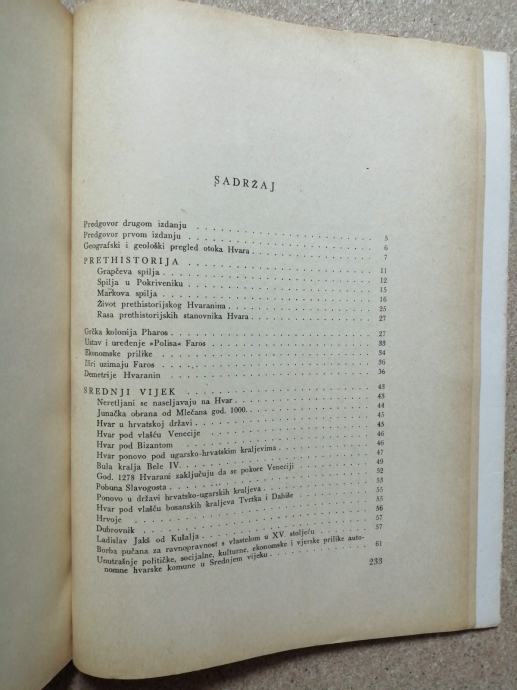 SADRŽAJ
Predgovor drugom izdanju 5
Predgovor prvom izdanju 6
Geografski i geološki pregled otoka Hvara 7
PRETHISTORIJA 11
Grapčeva spilja 12
Spilja u Pokriveniku 15
Markova spilja 16
Život prethistorijskog Hvaranima 25
Rasa prethistorijskih stanovnika Hvara 27
Grčka kolonija Pharos 27
Ustav i uređenje »Polisa« Faros 33
Ekonomske prilike 34
Iliri uzimaju Faros 36
Demetrije Hvaranin 36
SREDNJI VIJEK 43
Neretljani se naseljavaju na Hvar 43
Junačka obrana od Mlečana god. 1000. 44
Hvar u hrvatskoj državi 45
Hvar pod vlašću Venecije 45
Hvar pod Bizantom 46
Hvar ponovo pod ugarsko-hrvatskim kraljevima 46
Bula kralja Bele IV. 47
God. 1278 Hvarani zaključuju da se pokore Veneciji 49
Pobuna Slavogosta 52
Ponovo u državi hrvatsko-ugarskih kraljeva 53
Hvar pod vlašću bosanskih kraljeva Tvrtka i Dabiše 55
Hrvoje 55
Dubrovnik 56
Ladislav Jakš od Kušalja 57
Borba pučana za ravnopravnost s vlastelom u XV stoljeću 57
Unutrašnje političke, socijalne, kulturne, ekonomske i vjerske prilike auto-
nomne hvarske komune u Srednjem vijeku 61
233